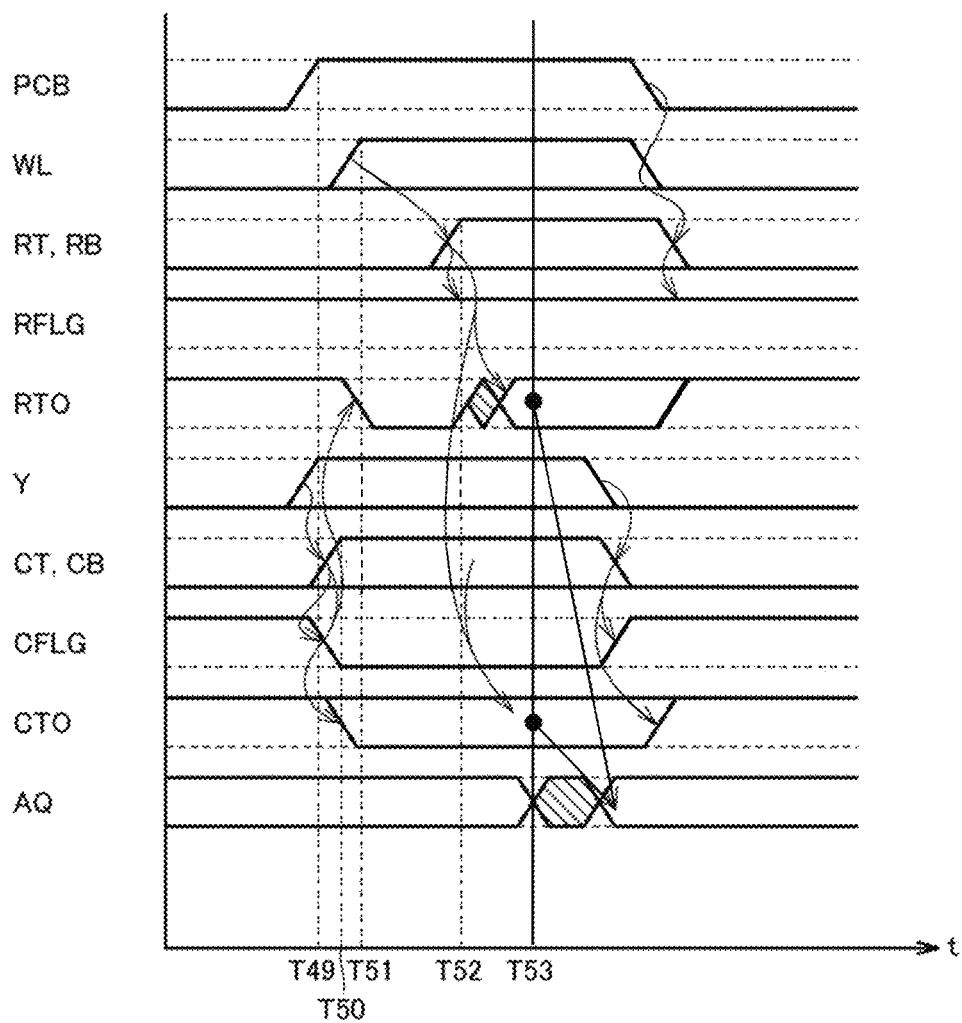 PCB
WL
RT, RB
RFLG
RTO
Y
CT, CB
CFLG
CTO
AQ
t
T49 T51 T52 T53
T50